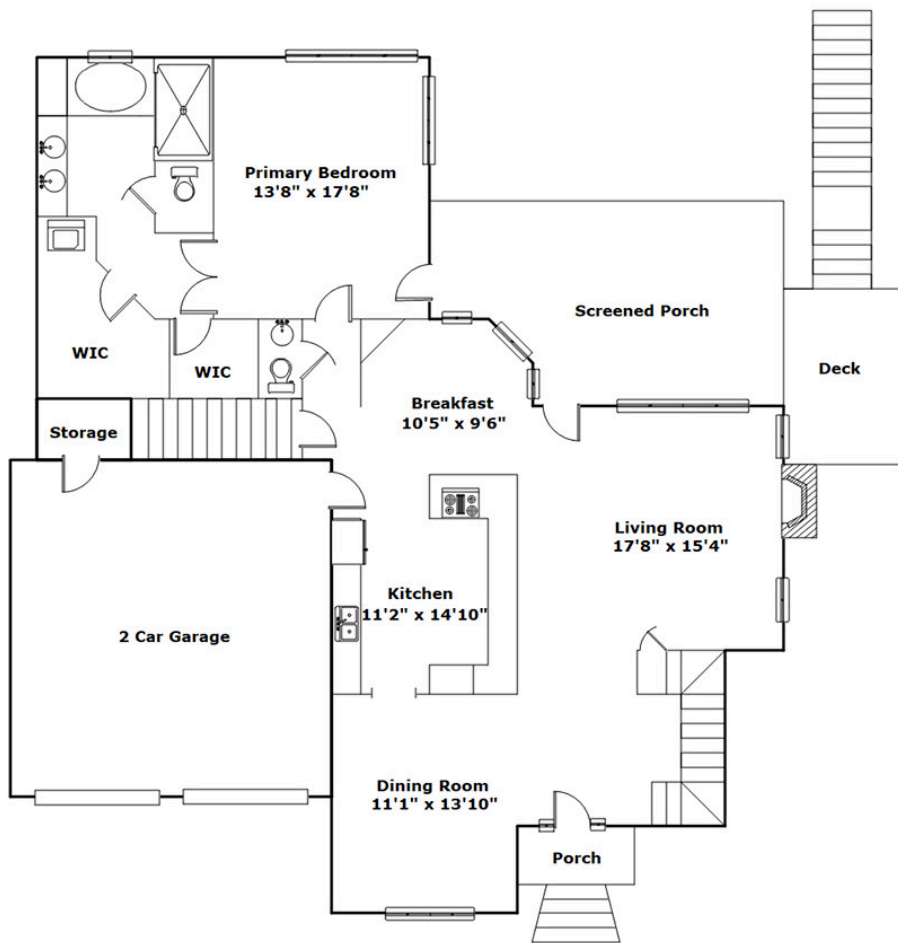 Primary Bedroom
13'8" x 17'8"
Screened Porch
WIC
WIC
Deck
Breakfast
10'5" x 9'6"
Storage
Living Room
17'8" x 15'4"
Kitchen
11'2" x 14'10"
2 Car Garage
Dining Room
11'1" x 13'10"
Porch